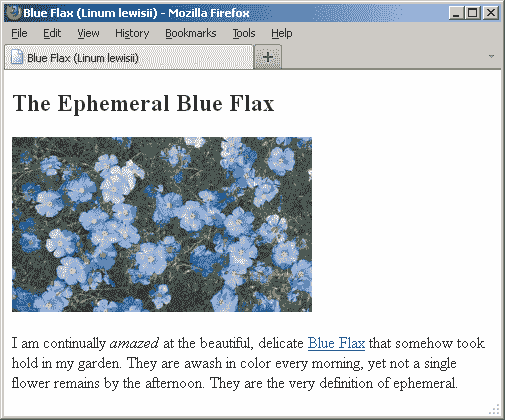 Blue Flax (Linum lewisii) - Mozilla Firefox
File Edit View History Bookmarks Tools Help
Blue Flax (Linum lewisii)
The Ephemeral Blue Flax
I am continually amazed at the beautiful, delicate Blue Flax that somehow took
hold in my garden. They are awash in color every morning, yet not a single
flower remains by the afternoon. They are the very definition of ephemeral.